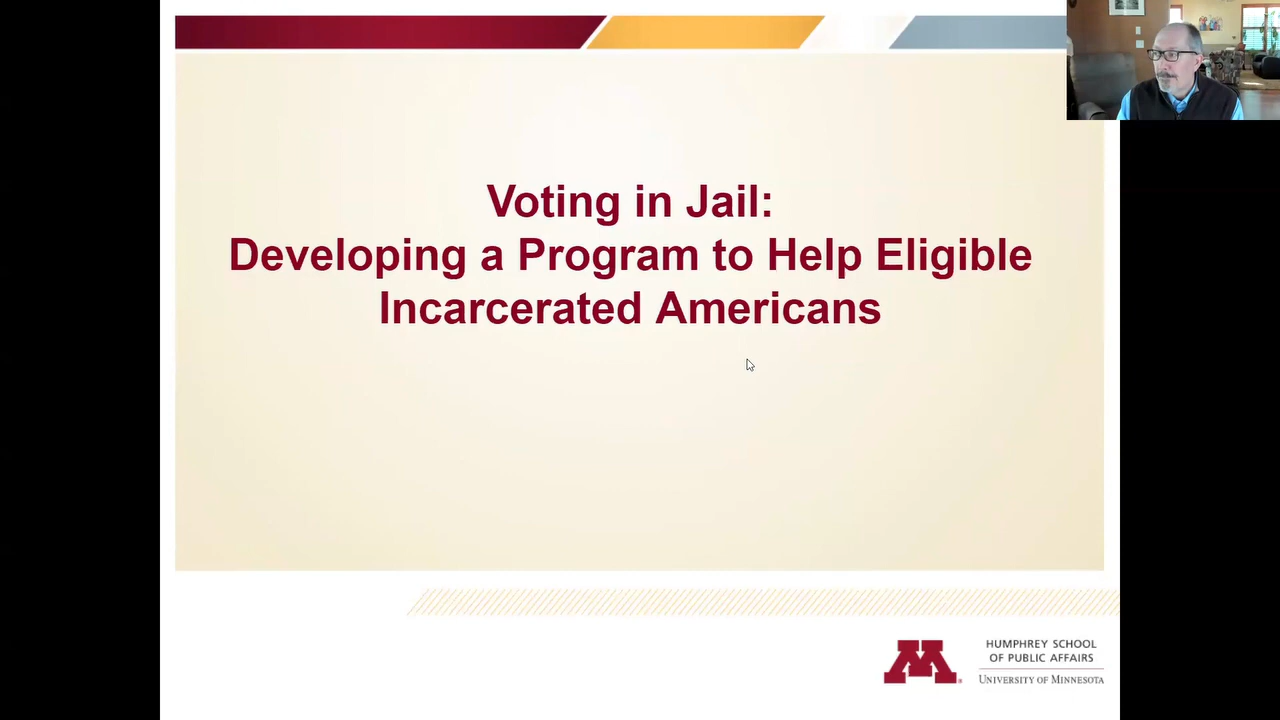 Voting in Jail:
Developing a Program to Help Eligible
Incarcerated Americans
M
HUMPHREY SCHOOL
OF PUBLIC AFFAIRS
UNIVERSITY OF MINNESOTA